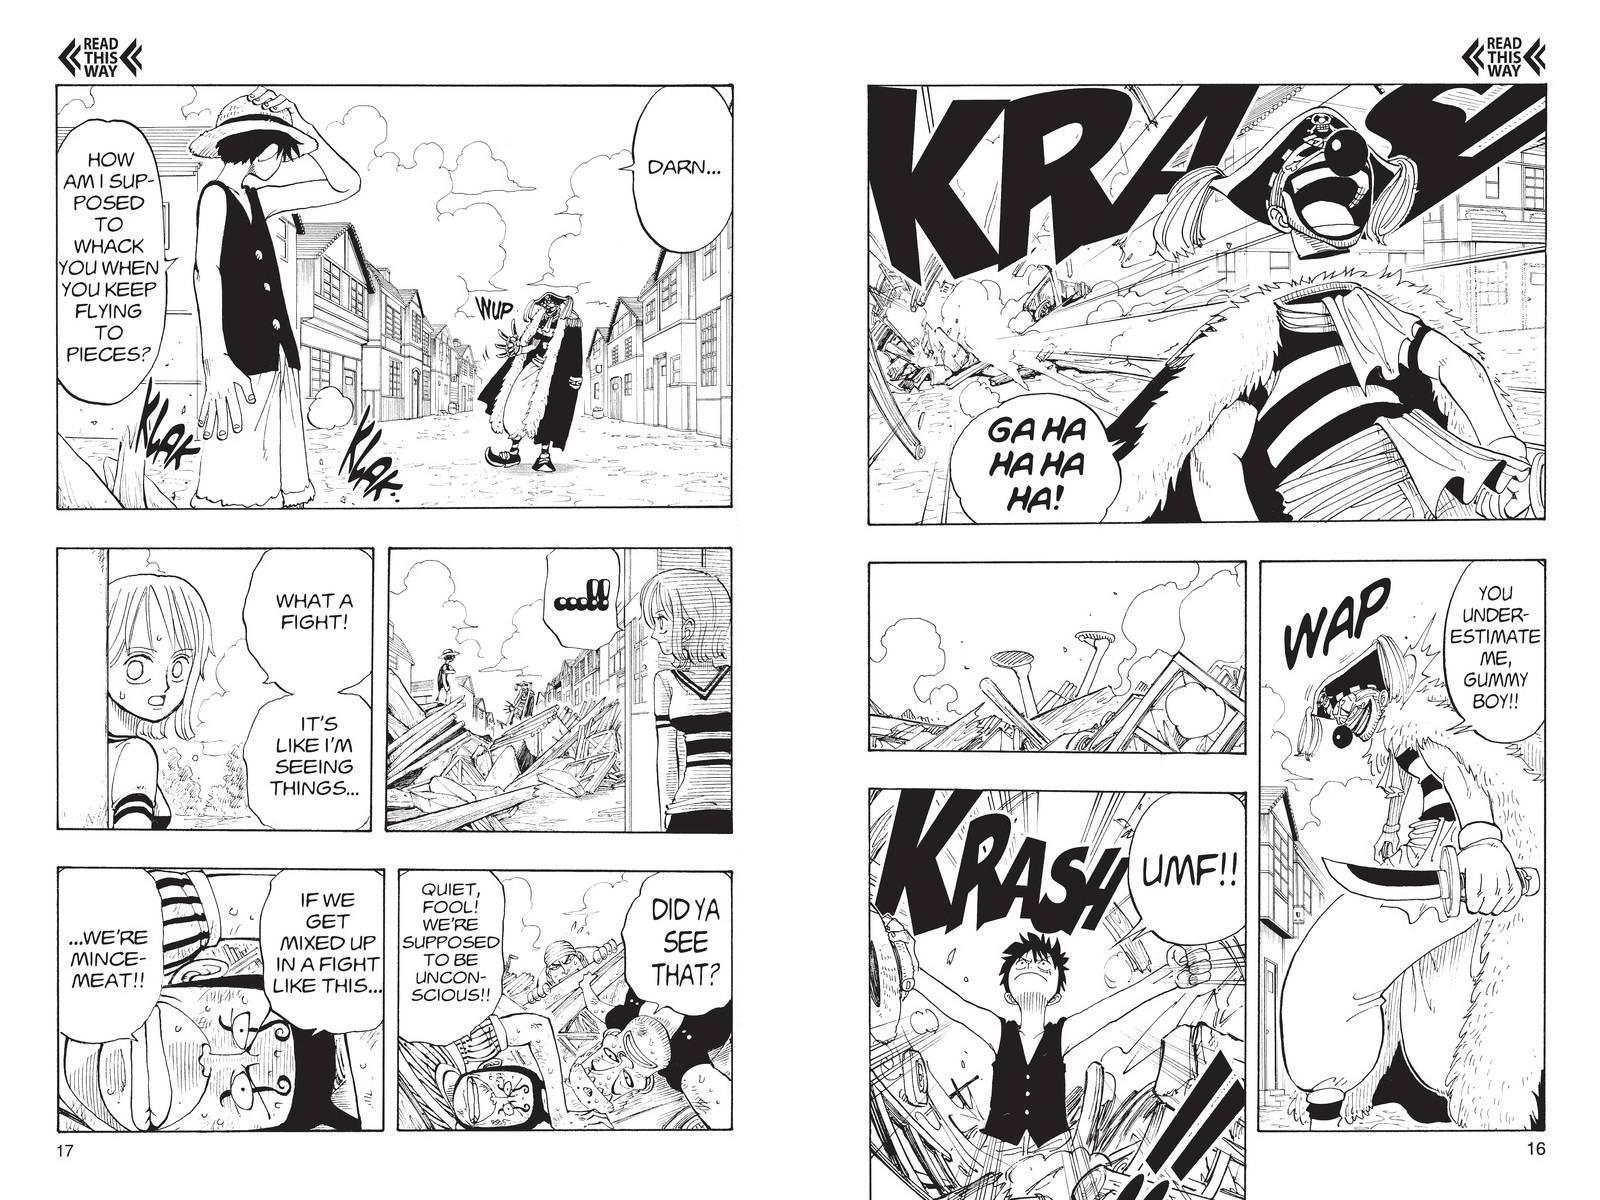 READ
THIS
WAY
KRASH
GA HA
HA HA
HA!
YOU
UNDER-
ESTIMATE
ME,
GUMMY
BOY!!
WAP
KRASH
UMF!!
!!
16
READ
THIS
WAY
DARN...
WUP
HOW
AM I SUP-
POSED
TO
WHACK
YOU WHEN
YOU KEEP
FLYING
TO
PIECES?
KLAK
KLAK
...!!
WHAT A
FIGHT!
IT'S
LIKE I'M
SEEING
THINGS...
DID YA
SEE
THAT?
QUIET,
FOOL!
WE'RE
SUPPOSED
TO BE
UNCON-
SCIOUS!!
IF WE
GET
MIXED UP
IN A FIGHT
LIKE THIS...
...WE'RE
MINCE-
MEAT!!
17